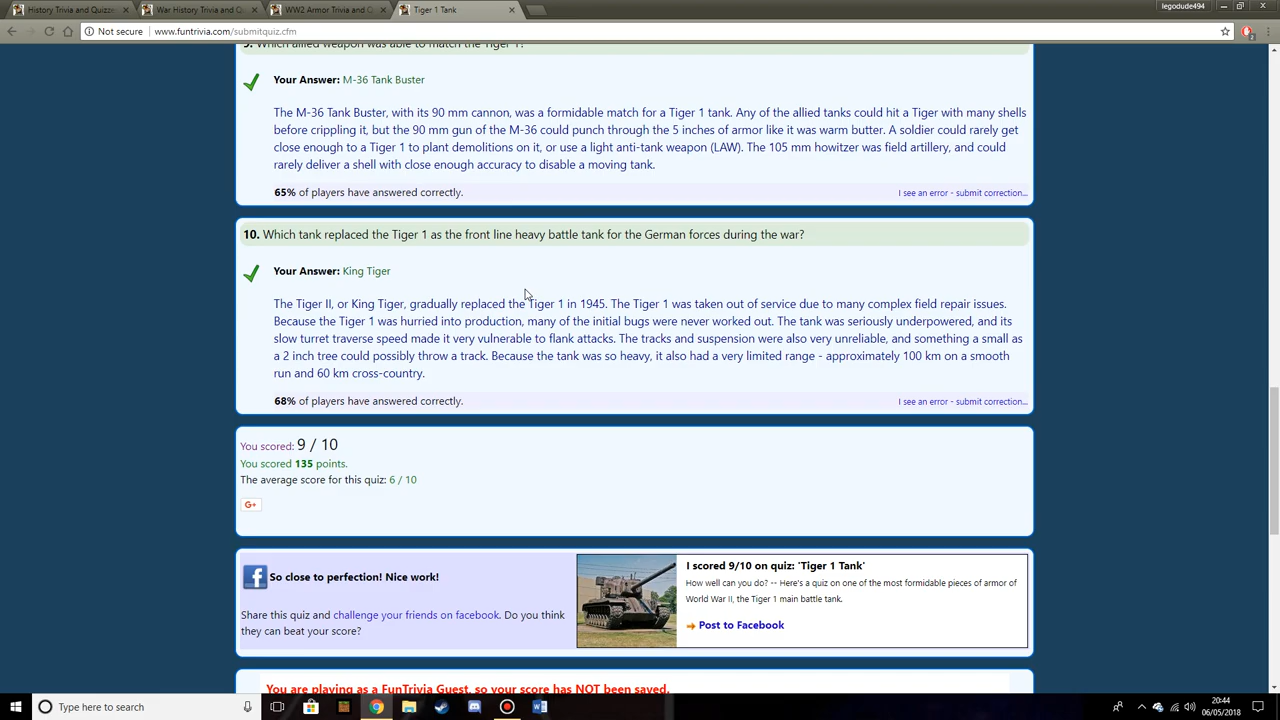 History Trivia and Quizze
War History Trivia and Q
WW2 Armor Trivia and Q
Tiger 1 Tank
legodude494
Not secure
www.funtrivia.com/submitquiz.cfm
9. Which allied weapon was able to match the Tiger 1?
Your Answer: M-36 Tank Buster
The M-36 Tank Buster, with its 90 mm cannon, was a formidable match for a Tiger 1 tank. Any of the allied tanks could hit a Tiger with many shells
before crippling it, but the 90 mm gun of the M-36 could punch through the 5 inches of armor like it was warm butter. A soldier could rarely get
close enough to a Tiger 1 to plant demolitions on it, or use a light anti-tank weapon (LAW). The 105 mm howitzer was field artillery, and could
rarely deliver a shell with close enough accuracy to disable a moving tank.
65% of players have answered correctly.
I see an error - submit correction...
10. Which tank replaced the Tiger 1 as the front line heavy battle tank for the German forces during the war?
Your Answer: King Tiger
The Tiger II, or King Tiger, gradually replaced the Tiger 1 in 1945. The Tiger 1 was taken out of service due to many complex field repair issues.
Because the Tiger 1 was hurried into production, many of the initial bugs were never worked out. The tank was seriously underpowered, and its
slow turret traverse speed made it very vulnerable to flank attacks. The tracks and suspension were also very unreliable, and something a small as
a 2 inch tree could possibly throw a track. Because the tank was so heavy, it also had a very limited range - approximately 100 km on a smooth
run and 60 km cross-country.
68% of players have answered correctly.
I see an error - submit correction...
You scored: 9 / 10
You scored 135 points.
The average score for this quiz: 6 / 10
G+
So close to perfection! Nice work!
Share this quiz and challenge your friends on facebook. Do you think
they can beat your score?
I scored 9/10 on quiz: 'Tiger 1 Tank'
How well can you do? -- Here's a quiz on one of the most formidable pieces of armor of
World War II, the Tiger 1 main battle tank.
Post to Facebook
You are playing as a FunTrivia Guest, so your score has NOT been saved.
Type here to search
20:44
06/05/2018